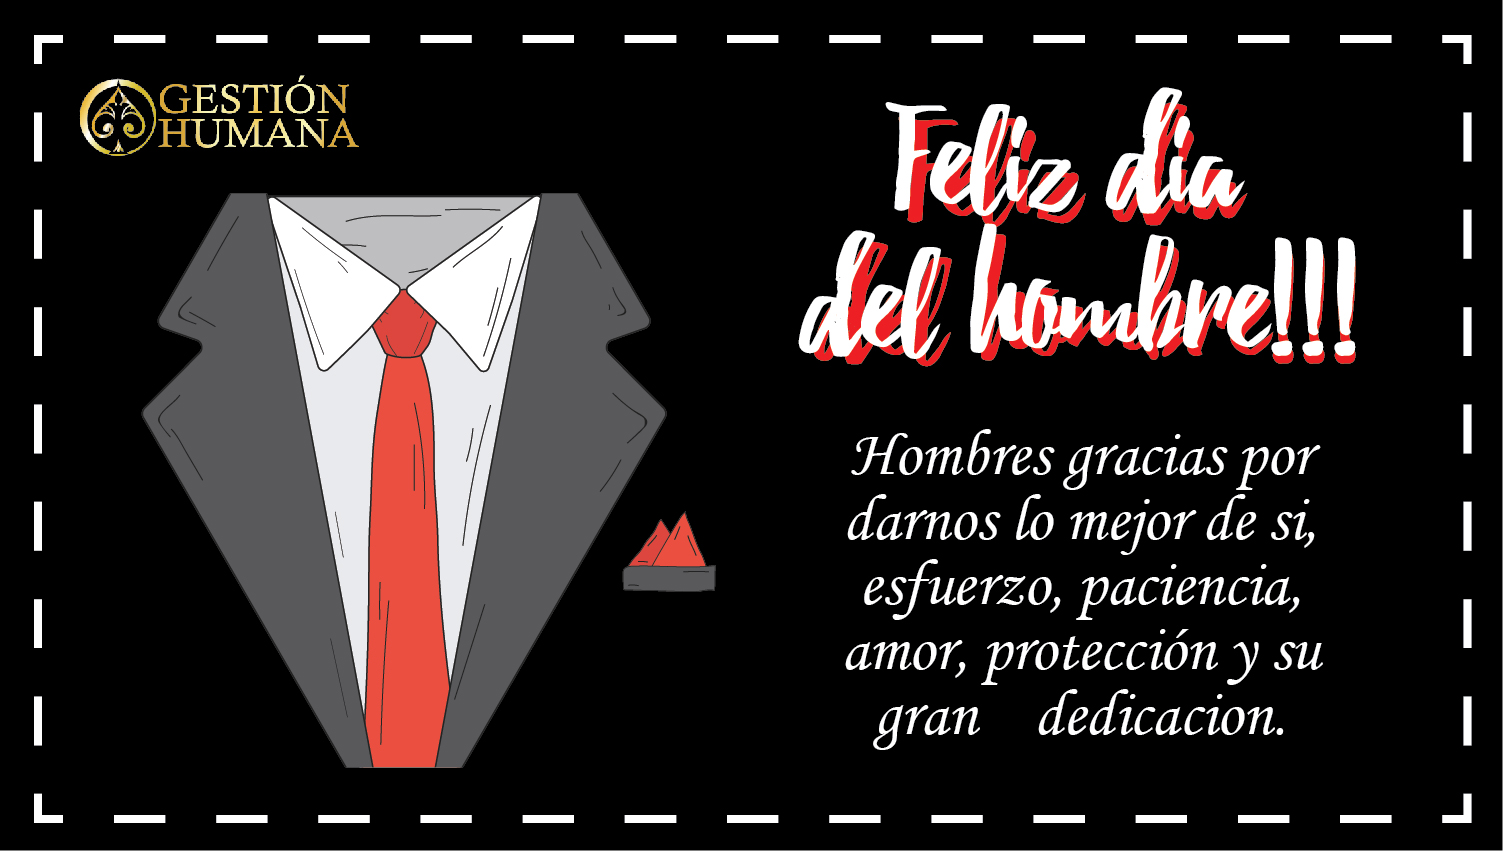 GESTIÓN
HUMANA
Feliz dia
del hombre!!!
Hombres gracias por
darnos lo mejor de si,
esfuerzo, paciencia,
amor, protección y su
gran dedicacion.